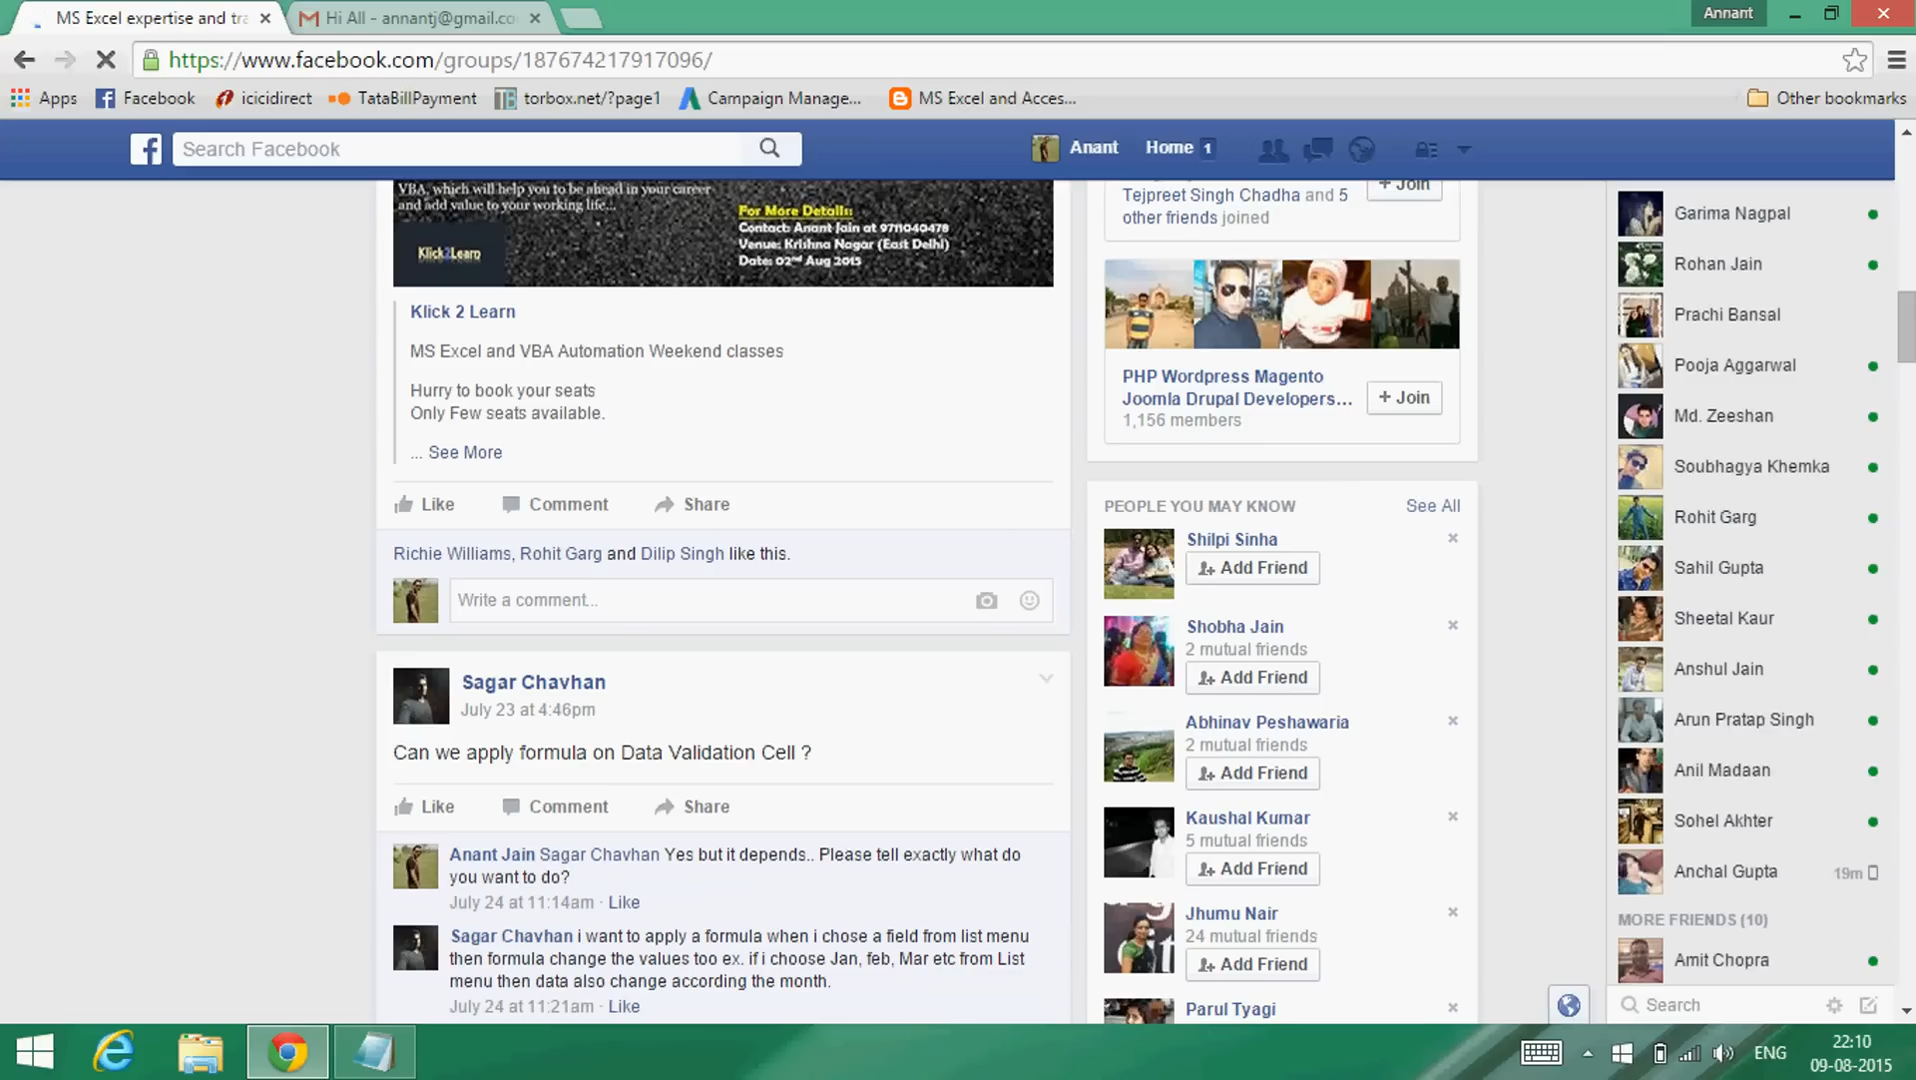 MS Excel expertise and tra
Hi All - annantj@gmail.co
Annant
https://www.facebook.com/groups/187674217917096/
Apps
Facebook
icicidirect
TataBillPayment
torbox.net/?page1
Campaign Manage...
MS Excel and Acces...
Other bookmarks
Search Facebook
Anant
Home 1
VBA, which will help you to be ahead in your career
and add value to your working life...
For More Details:
Contact: Anant Jain at 9711040478
Venue: Krishna Nagar (East Delhi)
Date: 02nd Aug 2015
Klick2Learn
Klick 2 Learn
MS Excel and VBA Automation Weekend classes
Hurry to book your seats
Only Few seats available.
... See More
Like
Comment
Share
Richie Williams, Rohit Garg and Dilip Singh like this.
Write a comment...
Sagar Chavhan
July 23 at 4:46pm
Can we apply formula on Data Validation Cell ?
Like
Comment
Share
Anant Jain Sagar Chavhan Yes but it depends.. Please tell exactly what do
you want to do?
July 24 at 11:14am · Like
Sagar Chavhan i want to apply a formula when i chose a field from list menu
then formula change the values too ex. if i choose Jan, feb, Mar etc from List
menu then data also change according the month.
July 24 at 11:21am · Like
Tejpreet Singh Chadha and 5
other friends joined
+ Join
PHP Wordpress Magento
Joomla Drupal Developers...
1,156 members
+ Join
PEOPLE YOU MAY KNOW
See All
Shilpi Sinha
Add Friend
Shobha Jain
2 mutual friends
Add Friend
Abhinav Peshawaria
2 mutual friends
Add Friend
Kaushal Kumar
5 mutual friends
Add Friend
Jhumu Nair
24 mutual friends
Add Friend
Parul Tyagi
Garima Nagpal
Rohan Jain
Prachi Bansal
Pooja Aggarwal
Md. Zeeshan
Soubhagya Khemka
Rohit Garg
Sahil Gupta
Sheetal Kaur
Anshul Jain
Arun Pratap Singh
Anil Madaan
Sohel Akhter
Anchal Gupta
19m
MORE FRIENDS (10)
Amit Chopra
Search
ENG
22:10
09-08-2015